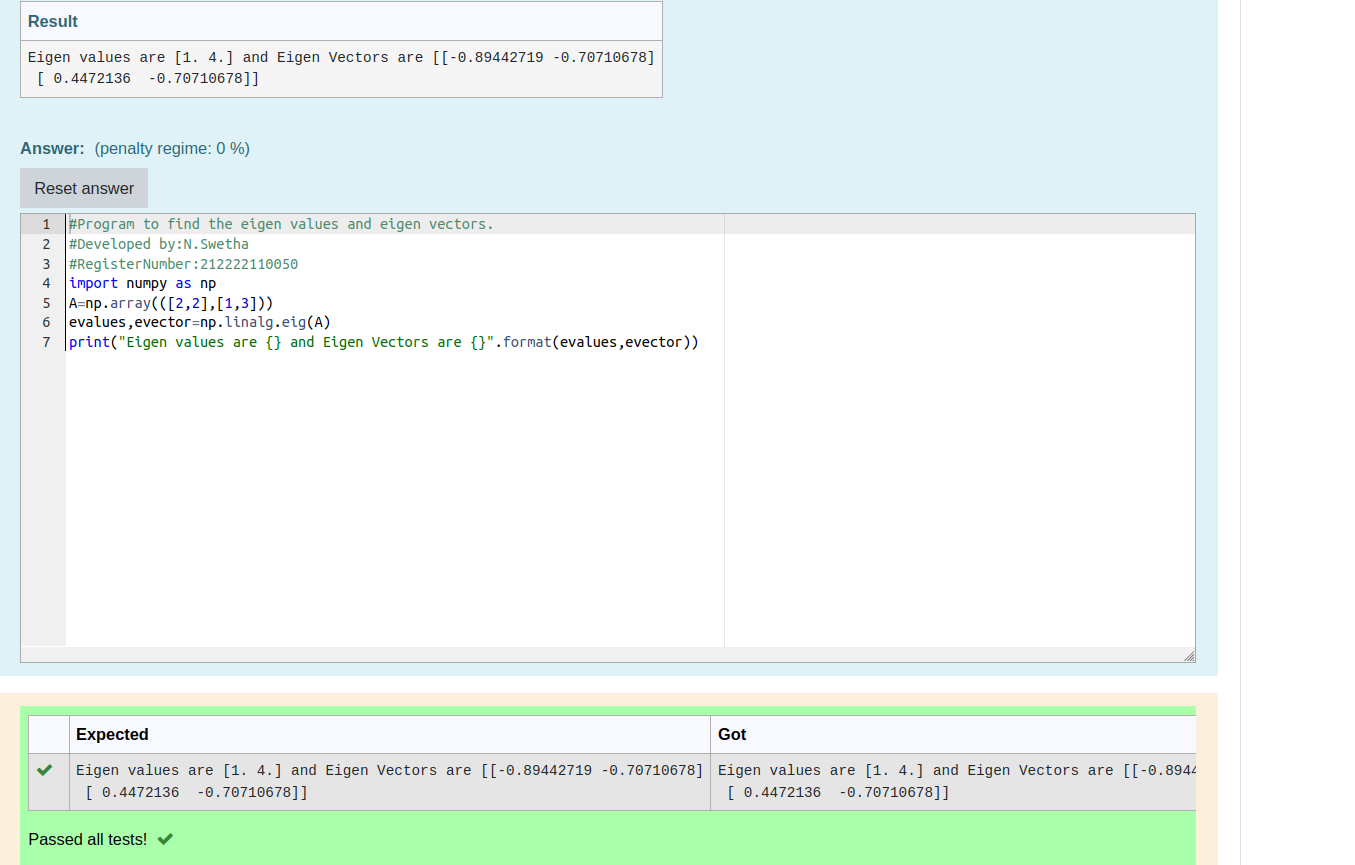 Result
Eigen values are [1. 4.] and Eigen Vectors are [[-0.89442719 -0.70710678]
 [ 0.4472136  -0.70710678]]
Answer: (penalty regime: 0 %)
Reset answer
1 #Program to find the eigen values and eigen vectors.
2 #Developed by:N.Swetha
3 #RegisterNumber:212222110050
4 import numpy as np
5 A=np.array(([2,2],[1,3]))
6 evalues,evector=np.linalg.eig(A)
7 print("Eigen values are {} and Eigen Vectors are {}".format(evalues,evector))
Expected Got
Eigen values are [1. 4.] and Eigen Vectors are [[-0.89442719 -0.70710678] Eigen values are [1. 4.] and Eigen Vectors are [[-0.894
 [ 0.4472136  -0.70710678]] [ 0.4472136  -0.70710678]]
Passed all tests!